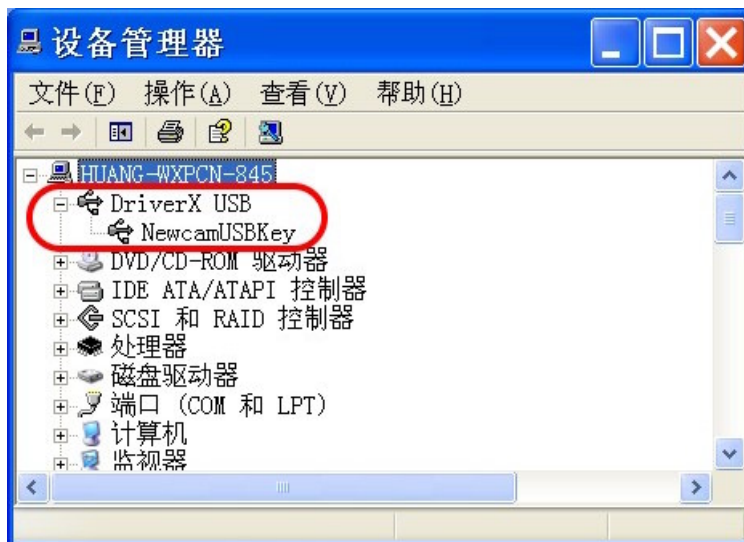 设备管理器
文件(F) 操作(A) 查看(V) 帮助(H)
HUANG-WXPCN-845
DriverX USB
NewcamUSBKey
DVD/CD-ROM 驱动器
IDE ATA/ATAPI 控制器
SCSI 和 RAID 控制器
处理器
磁盘驱动器
端口 (COM 和 LPT)
计算机
监视器